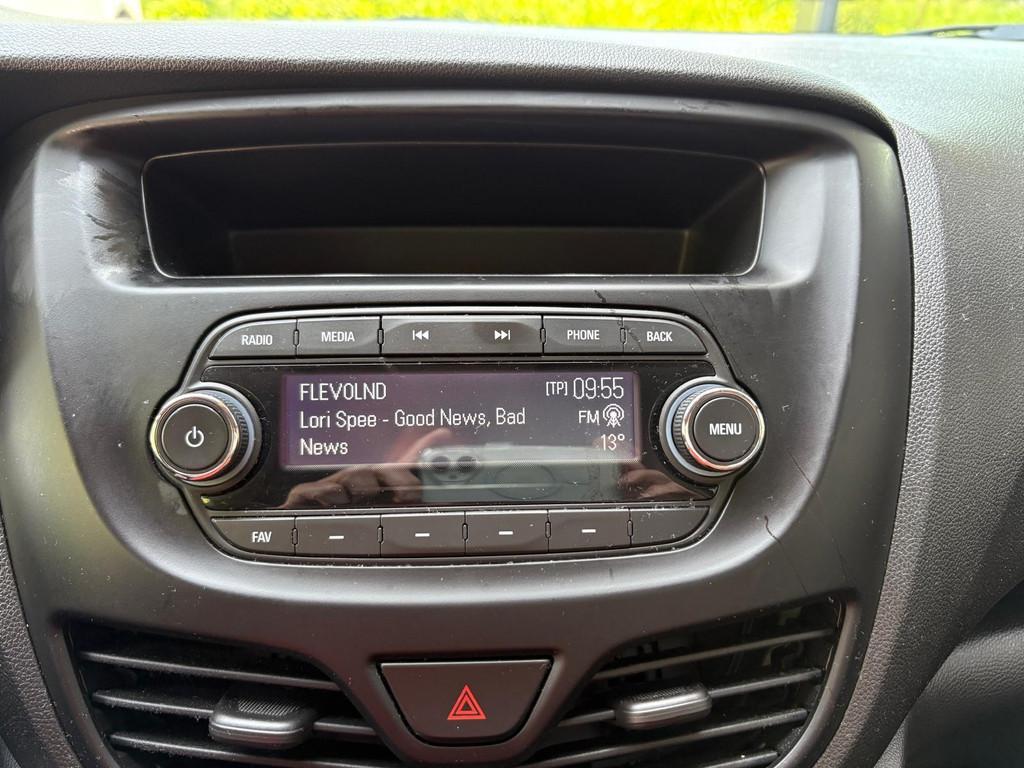 RADIO MEDIA PHONE BACK
FLEVOLND [TP] 09:55
Lori Spee - Good News, Bad FM
News 13°
MENU
FAV